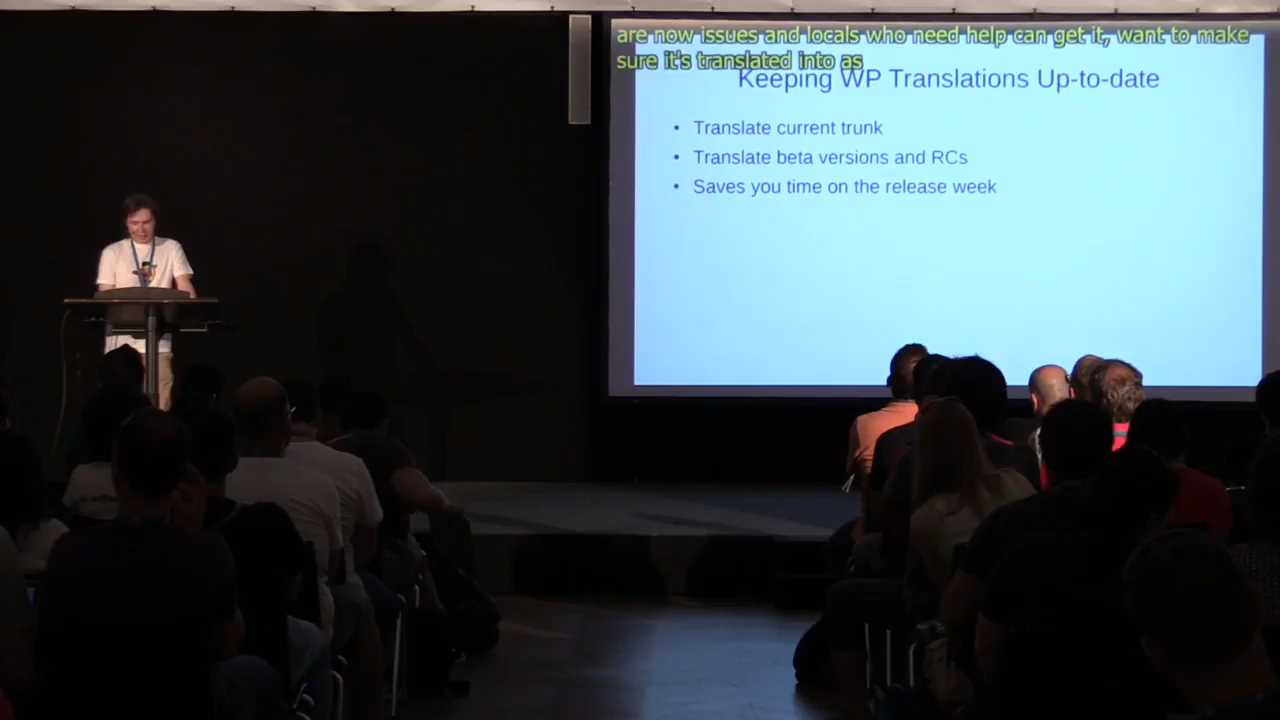 are now issues and locals who need help can get it, want to make
sure it's translated into as
Keeping WP Translations Up-to-date
• Translate current trunk
• Translate beta versions and RCs
• Saves you time on the release week